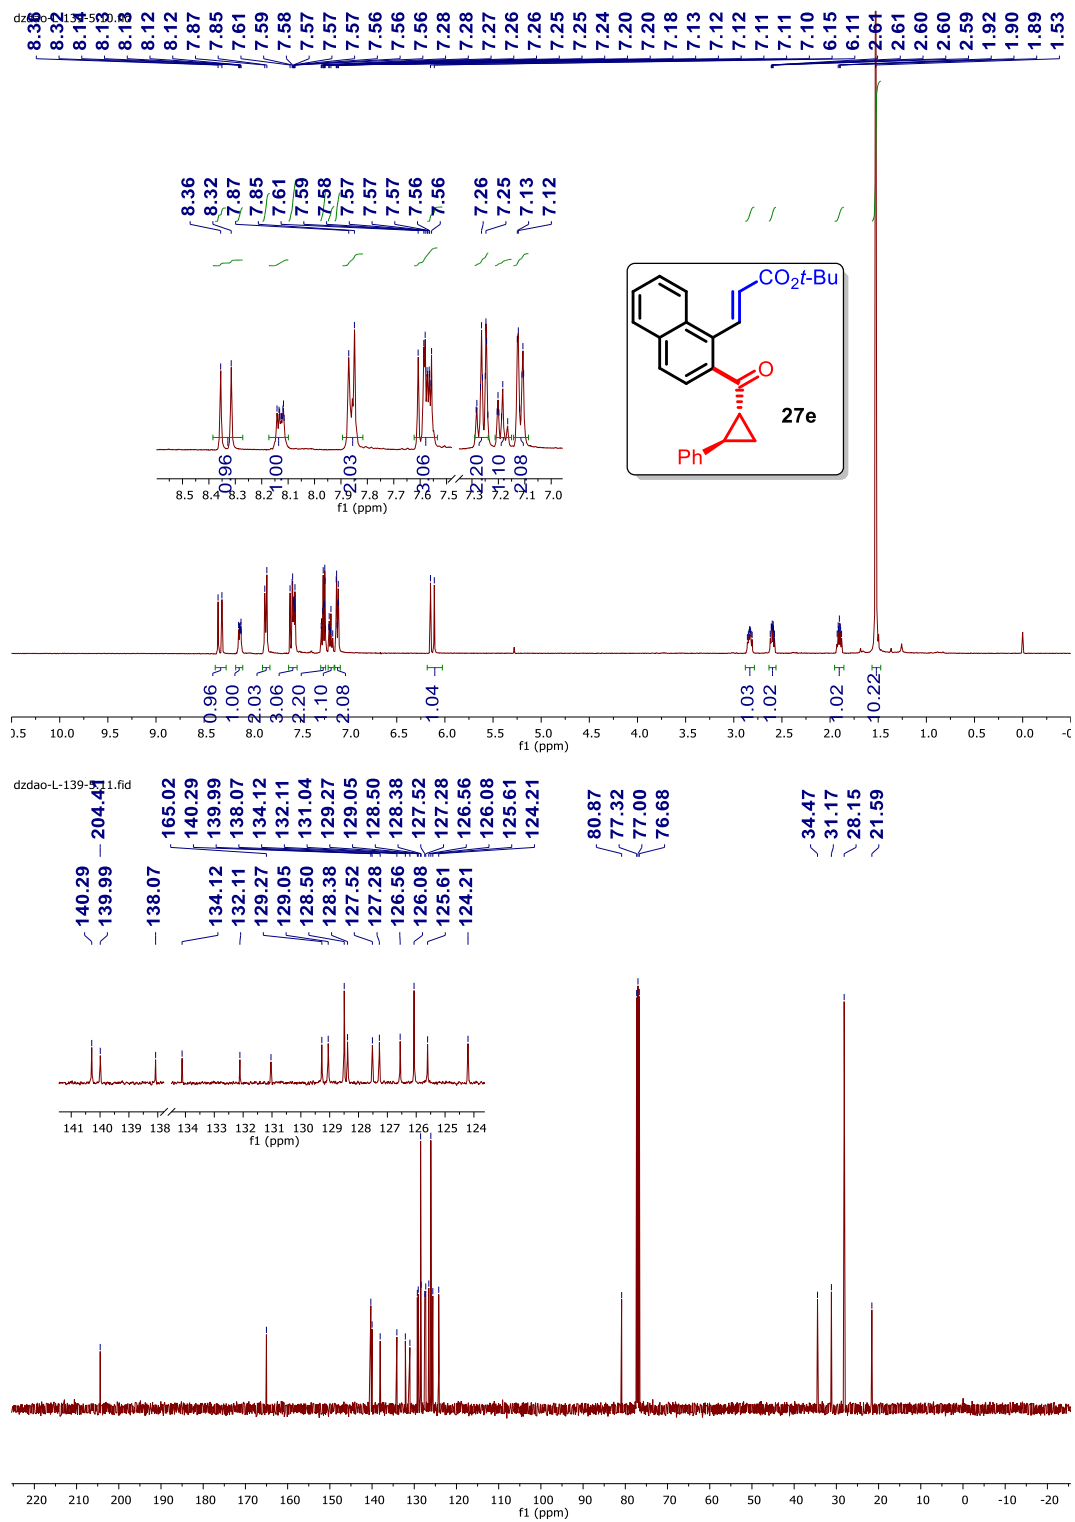 8.36 8.32 8.14 8.13 8.13 8.12 8.12 7.87 7.85 7.61 7.59 7.58 7.57 7.57 7.56 7.56 7.56 7.28 7.28 7.27 7.26 7.26 7.25 7.25 7.24 7.20 7.20 7.18 7.13 7.12 7.12 7.11 7.11 7.10 6.15 6.11 2.61 2.61 2.60 2.60 2.59 1.92 1.90 1.89 1.53
8.36 8.32 7.87 7.85 7.61 7.59 7.58 7.57 7.57 7.57 7.56 7.56 7.26 7.25 7.13 7.12
CO2t-Bu
O
27e
Ph
0.96 1.00 2.03 3.06 2.20 1.10 2.08
8.5 8.4 8.3 8.2 8.1 8.0 7.9 7.8 7.7 7.6 7.5 7.3 7.2 7.1 7.0
f1 (ppm)
0.96 1.00 2.03 3.06 2.20 1.10 2.08 1.04 1.03 1.02 1.02 10.22
0.5 10.0 9.5 9.0 8.5 8.0 7.5 7.0 6.5 6.0 5.5 5.0 4.5 4.0 3.5 3.0 2.5 2.0 1.5 1.0 0.5 0.0 -0
f1 (ppm)
dzdao-L-139-5.11.fid
204.41 165.02 140.29 139.99 138.07 134.12 132.11 131.04 129.27 129.05 128.50 128.38 127.52 127.28 126.56 126.08 125.61 124.21 80.87 77.32 77.00 76.68 34.47 31.17 28.15 21.59
140.29 139.99 138.07 134.12 132.11 129.27 129.05 128.50 128.38 127.52 127.28 126.56 126.08 125.61 124.21
141 140 139 138 134 133 132 131 130 129 128 127 126 125 124
f1 (ppm)
220 210 200 190 180 170 160 150 140 130 120 110 100 90 80 70 60 50 40 30 20 10 0 -10 -20
f1 (ppm)